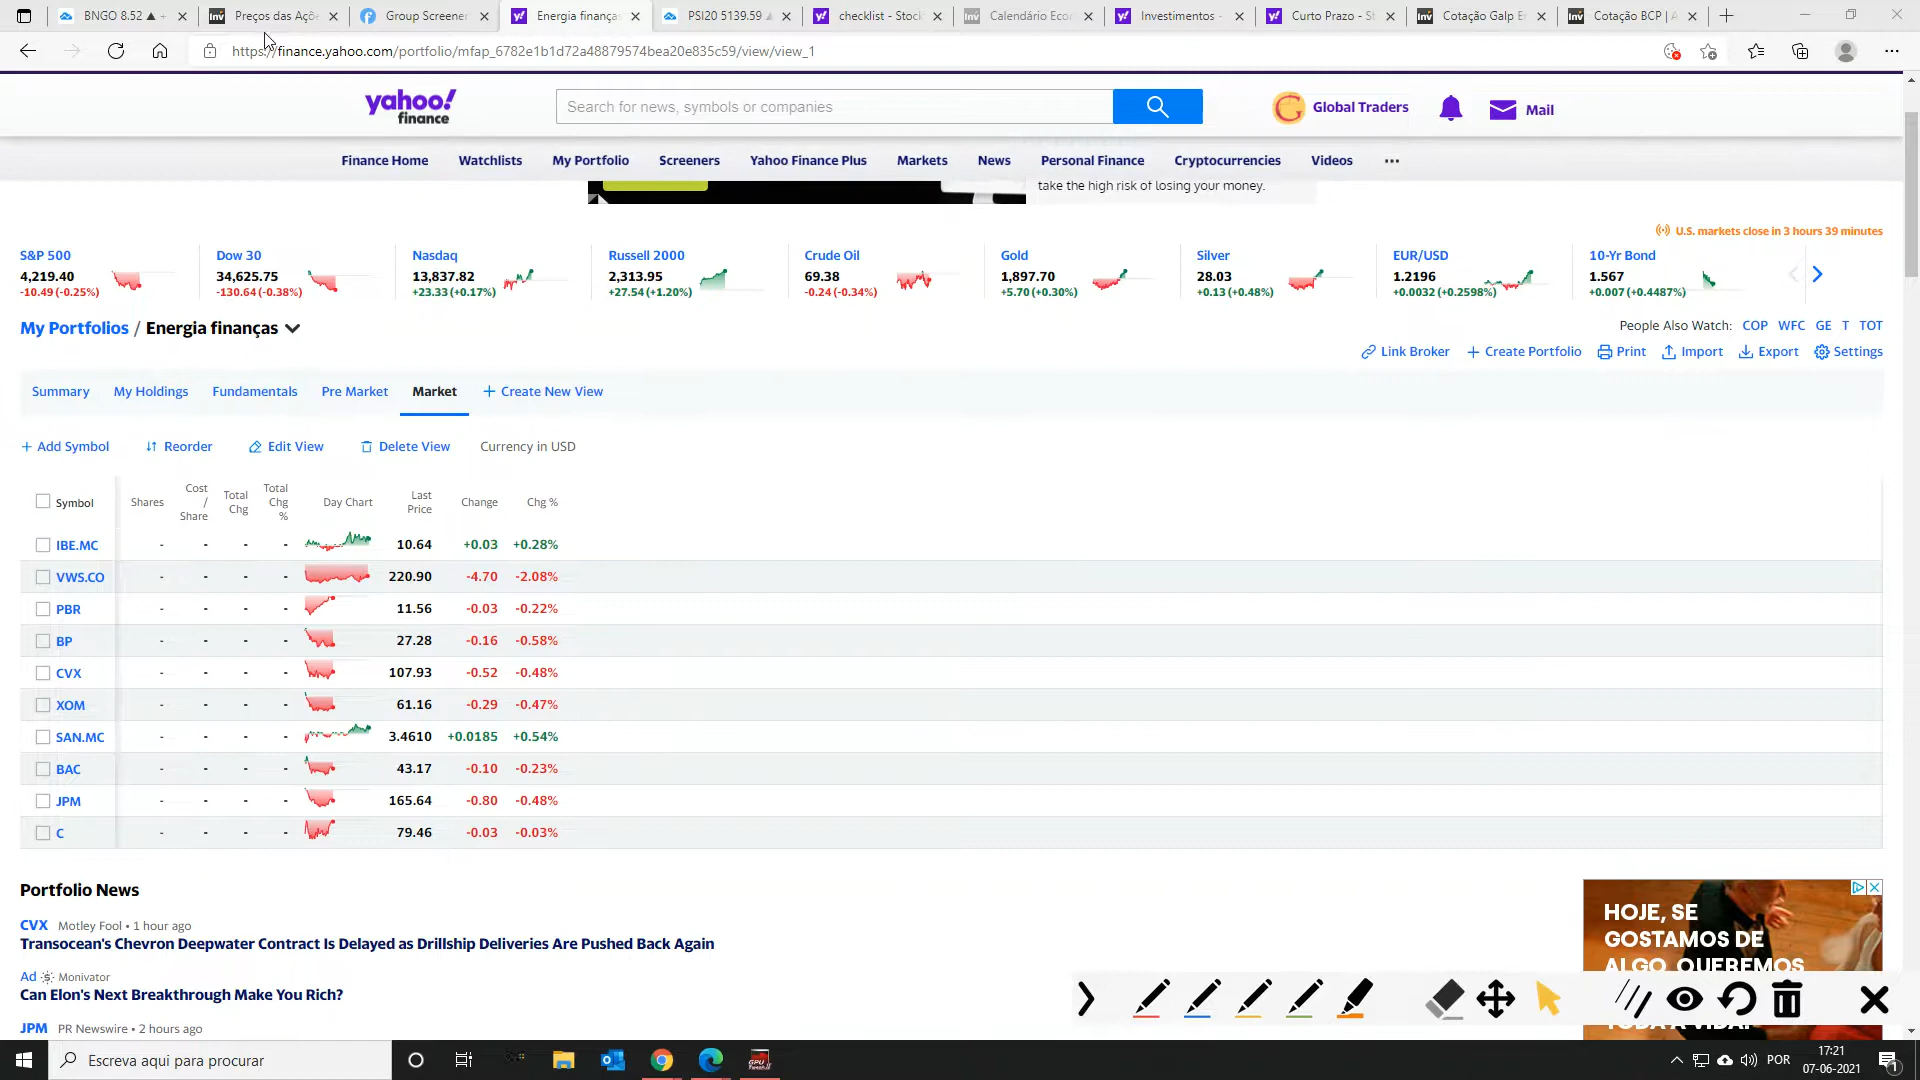 BNGO 8.52 ▲ +
Preços das Açõe
Group Screener
Energia finança
PSI20 5139.59 ▲
checklist - Stock
Calendário Eco
Investimentos -
Curto Prazo - St
Cotação Galp E
Cotação BCP | A
https://finance.yahoo.com/portfolio/mfap_6782e1b1d72a48879574bea20e835c59/view/view_1
yahoo! finance
Search for news, symbols or companies
Global Traders
Mail
Finance Home Watchlists My Portfolio Screeners Yahoo Finance Plus Markets News Personal Finance Cryptocurrencies Videos ...
take the high risk of losing your money.
U.S. markets close in 3 hours 39 minutes
S&P 500 Dow 30 Nasdaq Russell 2000 Crude Oil Gold Silver EUR/USD 10-Yr Bond
4,219.40 34,625.75 13,837.82 2,313.95 69.38 1,897.70 28.03 1.2196 1.567
-10.49 (-0.25%) -130.64 (-0.38%) +23.33 (+0.17%) +27.54 (+1.20%) -0.24 (-0.34%) +5.70 (+0.30%) +0.13 (+0.48%) +0.0032 (+0.2598%) +0.007 (+0.4487%)
My Portfolios / Energia finanças
People Also Watch: COP WFC GE T TOT
Link Broker + Create Portfolio Print Import Export Settings
Summary My Holdings Fundamentals Pre Market Market + Create New View
+ Add Symbol Reorder Edit View Delete View Currency in USD
Symbol Shares Cost / Share Total Chg Total Chg % Day Chart Last Price Change Chg %
IBE.MC - - - - 10.64 +0.03 +0.28%
VWS.CO - - - - 220.90 -4.70 -2.08%
PBR - - - - 11.56 -0.03 -0.22%
BP - - - - 27.28 -0.16 -0.58%
CVX - - - - 107.93 -0.52 -0.48%
XOM - - - - 61.16 -0.29 -0.47%
SAN.MC - - - - 3.4610 +0.0185 +0.54%
BAC - - - - 43.17 -0.10 -0.23%
JPM - - - - 165.64 -0.80 -0.48%
C - - - - 79.46 -0.03 -0.03%
Portfolio News
CVX Motley Fool • 1 hour ago
Transocean's Chevron Deepwater Contract Is Delayed as Drillship Deliveries Are Pushed Back Again
Ad Monivator
Can Elon's Next Breakthrough Make You Rich?
JPM PR Newswire • 2 hours ago
HOJE, SE
GOSTAMOS DE
ALGO, QUEREMOS
TODA A VIDA!
Escreva aqui para procurar
POR
17:21
07-06-2021
1